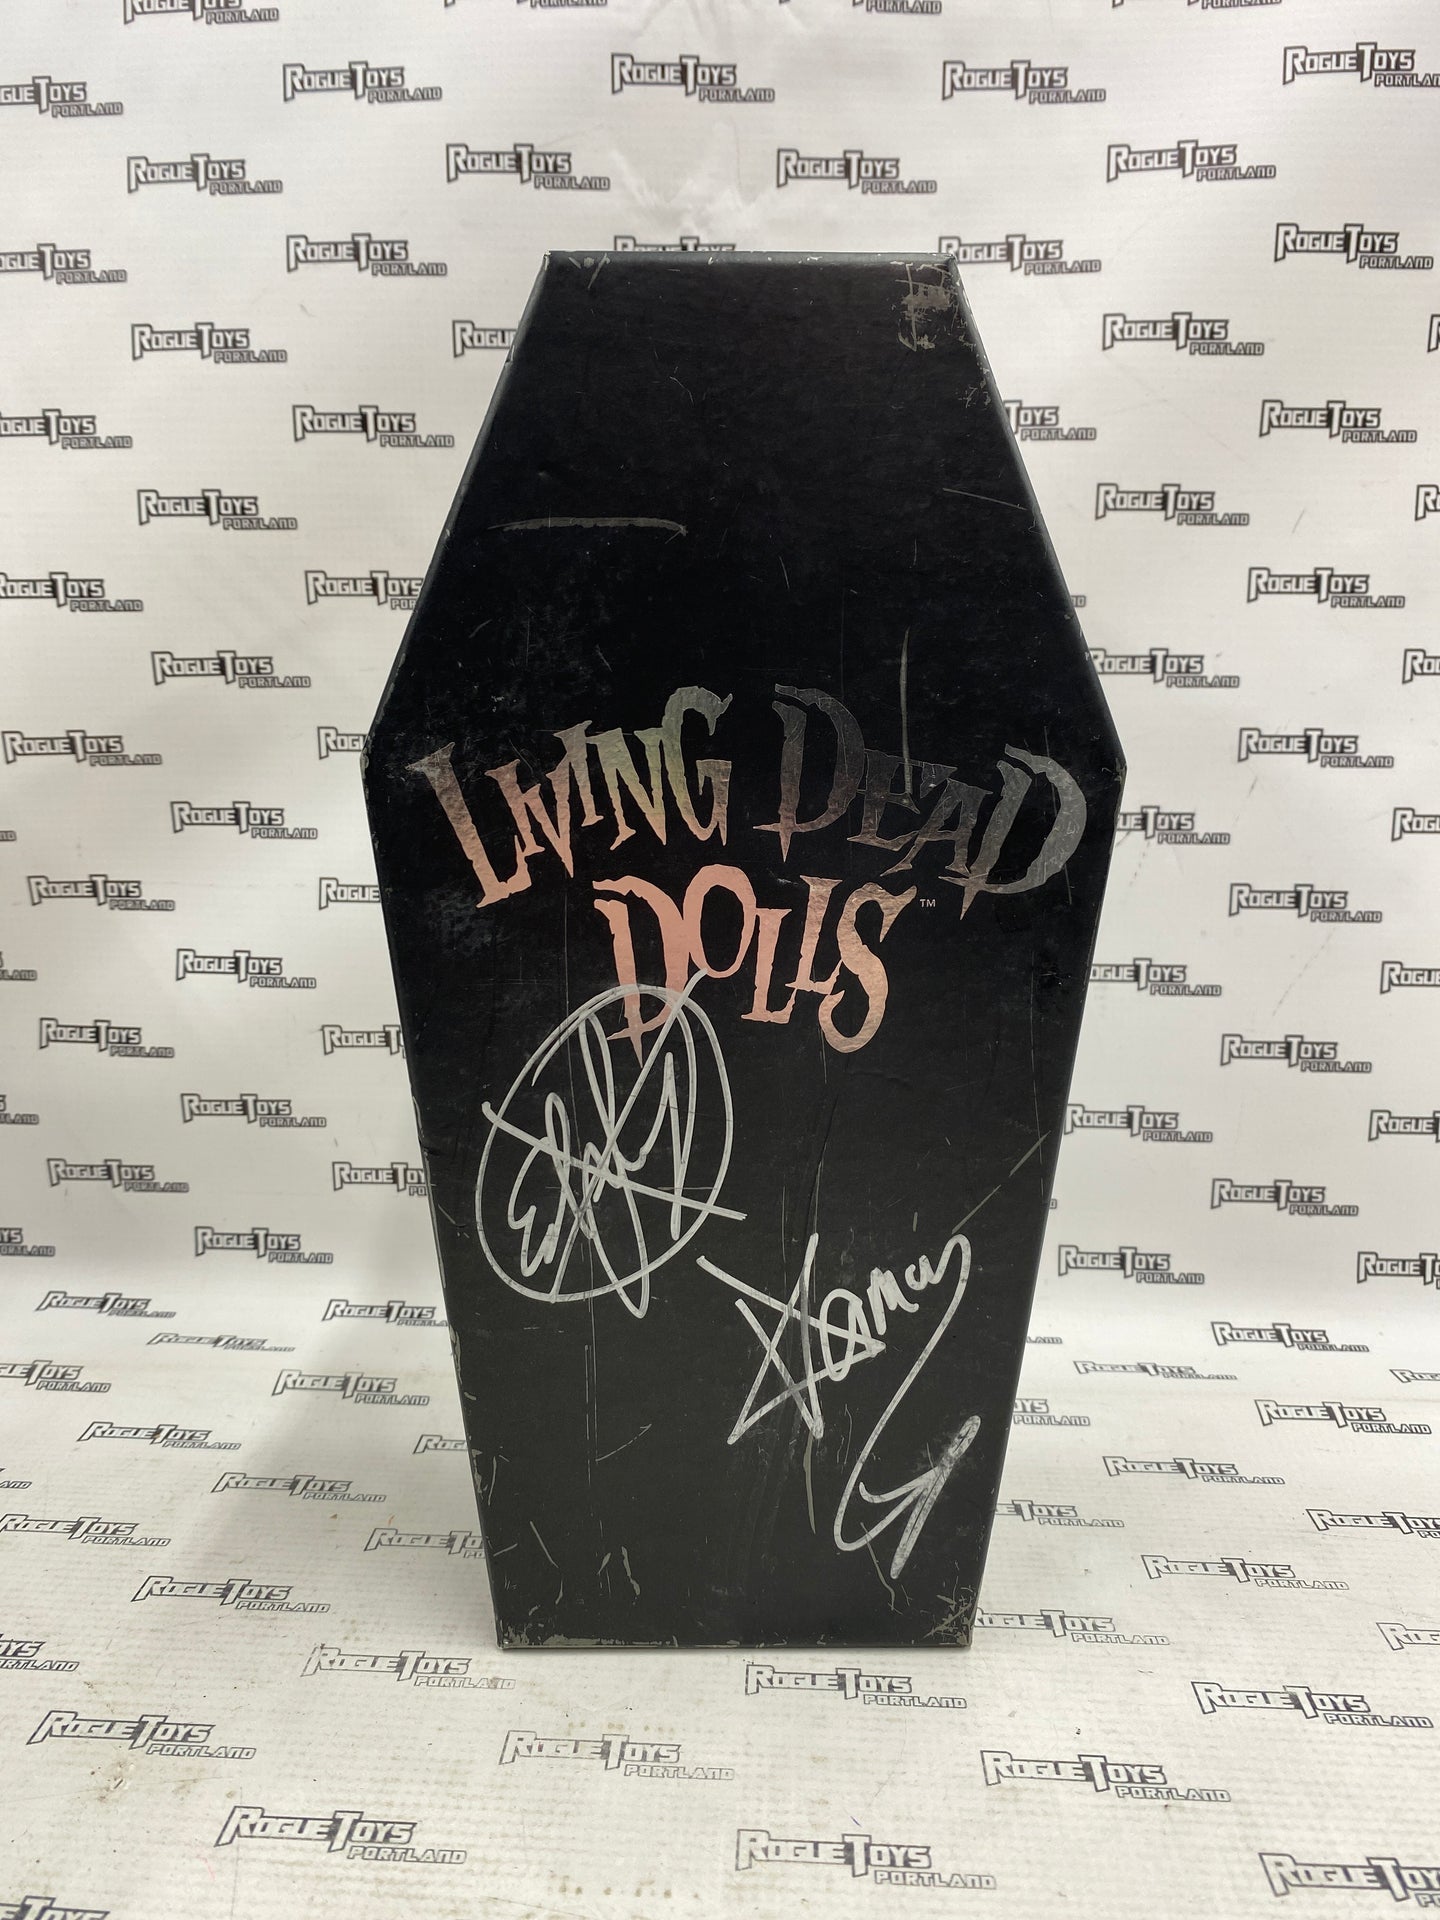 LIVING DEAD
DOLLS™
ROGUE TOYS
PORTLAND